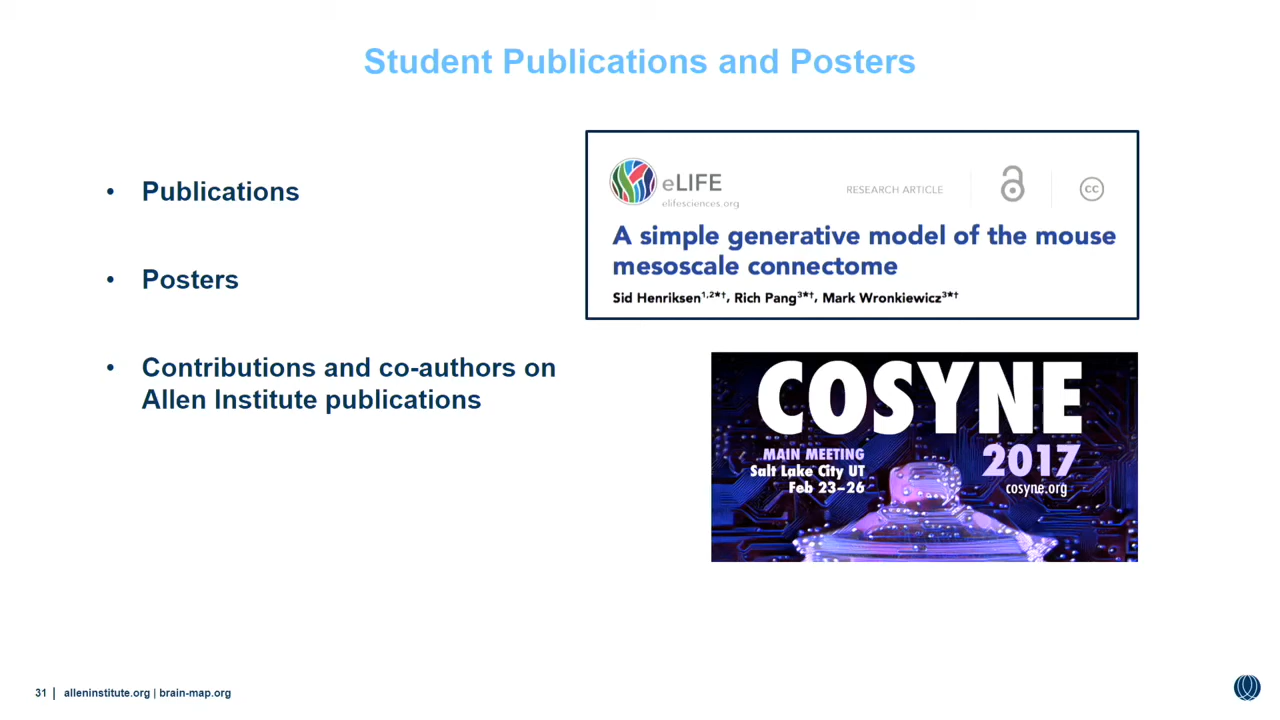 Student Publications and Posters
• Publications
• Posters
• Contributions and co-authors on
Allen Institute publications
eLIFE
elifesciences.org
RESEARCH ARTICLE
cc
A simple generative model of the mouse
mesoscale connectome
Sid Henriksen1,2*†, Rich Pang3*†, Mark Wronkiewicz3*†
COSYNE
MAIN MEETING
Salt Lake City UT
Feb 23–26
2017
cosyne.org
31 | alleninstitute.org | brain-map.org